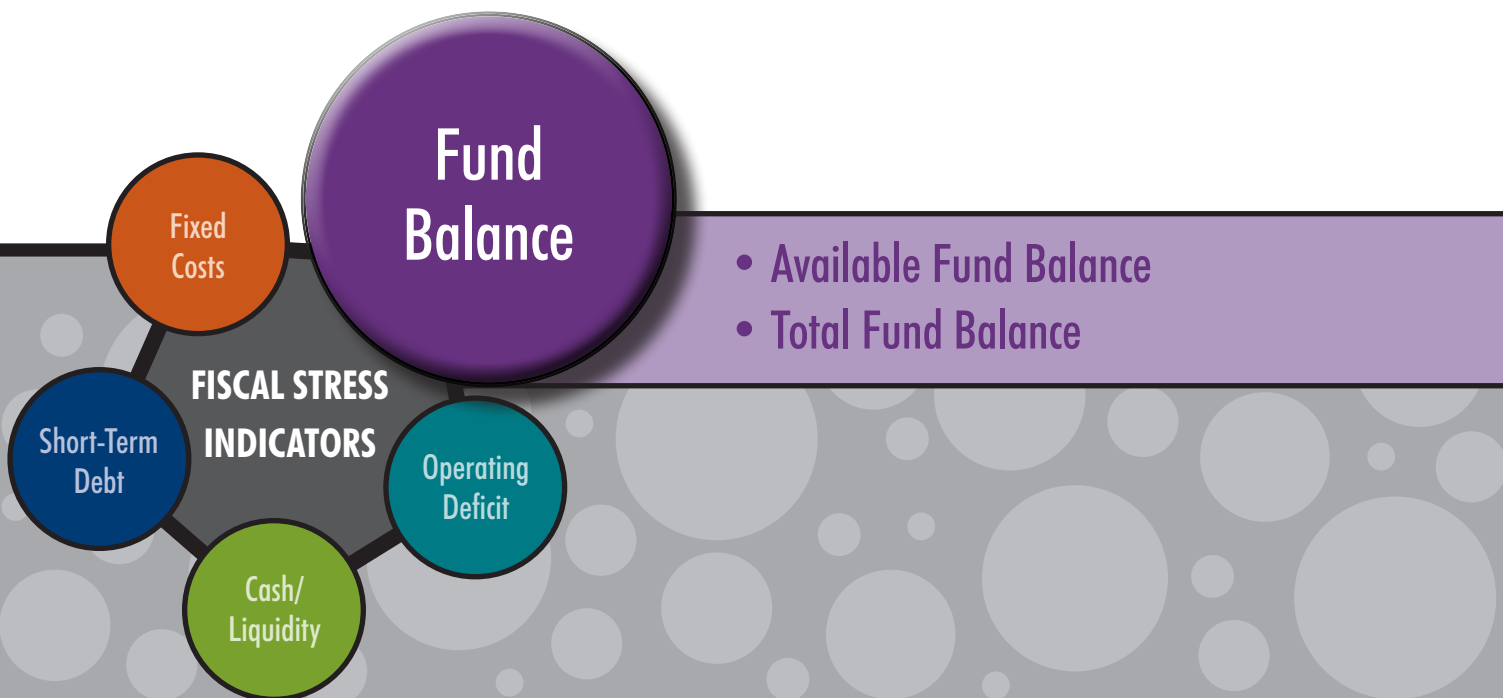 Fund
Balance
• Available Fund Balance
• Total Fund Balance
Fixed
Costs
FISCAL STRESS
INDICATORS
Short-Term
Debt
Operating
Deficit
Cash/
Liquidity